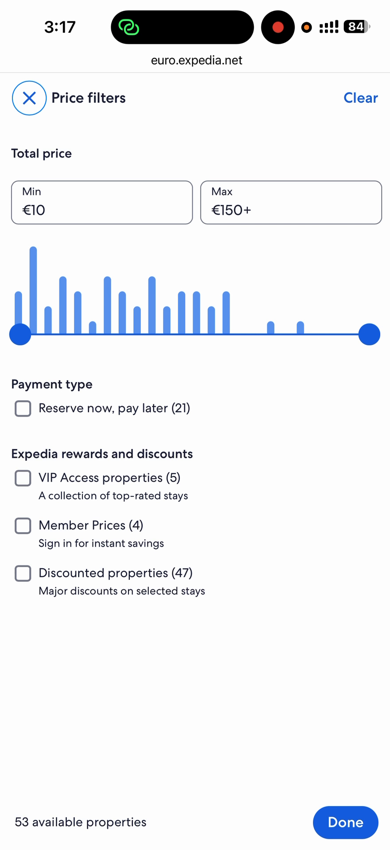 3:17
84
euro.expedia.net
Price filters
Clear
Total price
Min
€10
Max
€150+
Payment type
Reserve now, pay later (21)
Expedia rewards and discounts
VIP Access properties (5)
A collection of top-rated stays
Member Prices (4)
Sign in for instant savings
Discounted properties (47)
Major discounts on selected stays
53 available properties
Done